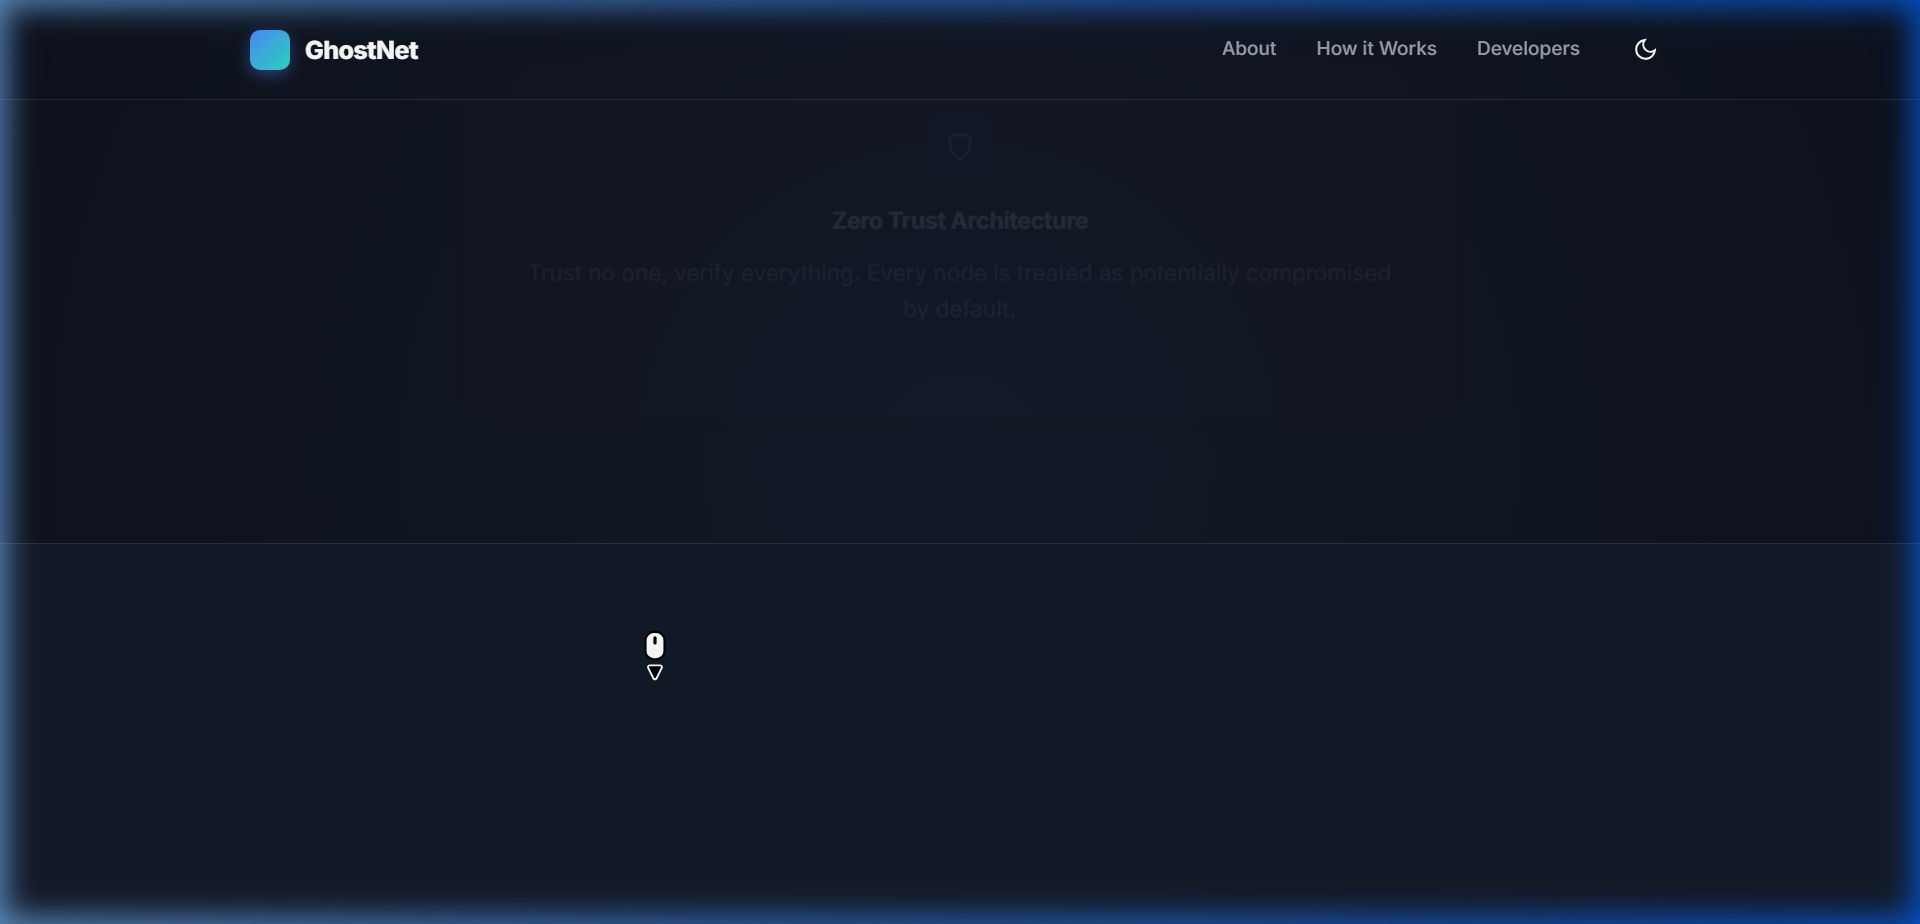 GhostNet
About
How it Works
Developers
Zero Trust Architecture
Trust no one, verify everything. Every node is treated as potentially compromised
by default.